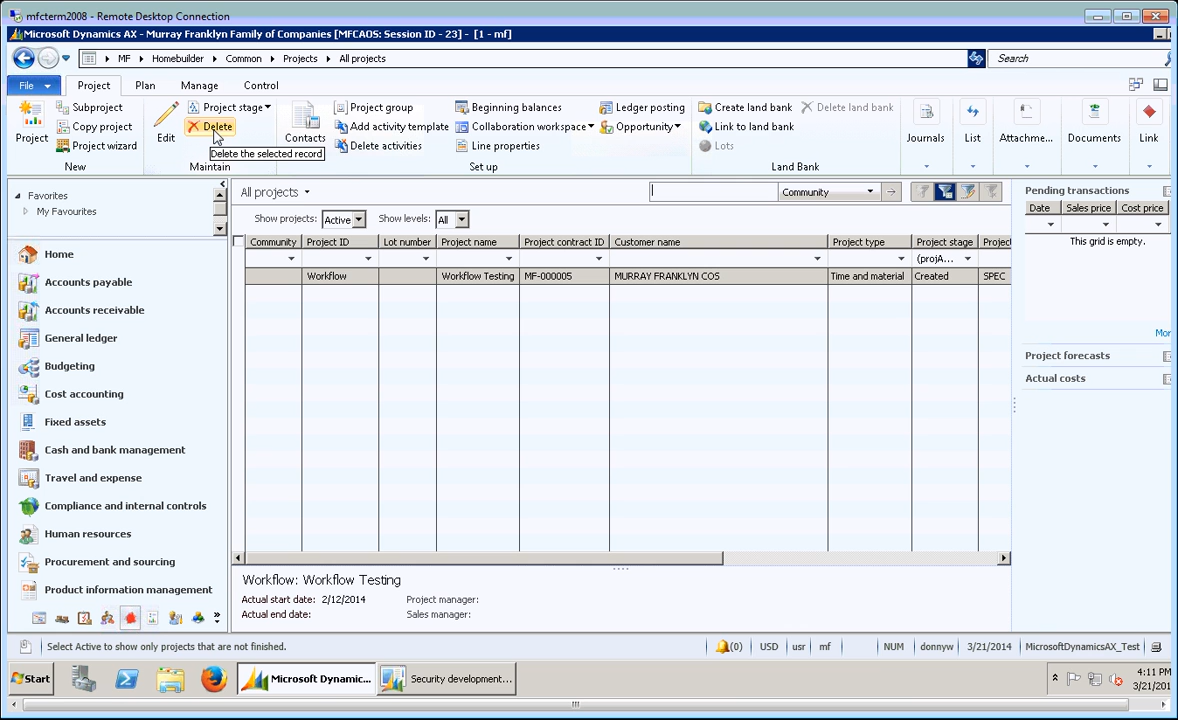 mfcterm2008 - Remote Desktop Connection
Microsoft Dynamics AX - Murray Franklyn Family of Companies [MFCAOS: Session ID - 23] - [1 - mf]
MF Homebuilder Common Projects All projects Search
File Project Plan Manage Control
Project Subproject Copy project Project wizard New
Edit Project stage Delete Maintain
Delete the selected record
Contacts Project group Add activity template Delete activities Beginning balances Collaboration workspace Line properties Ledger posting Opportunity Set up
Create land bank Delete land bank Link to land bank Lots Land Bank
Journals List Attachme... Documents Link
Favorites
My Favourites
Home
Accounts payable
Accounts receivable
General ledger
Budgeting
Cost accounting
Fixed assets
Cash and bank management
Travel and expense
Compliance and internal controls
Human resources
Procurement and sourcing
Product information management
All projects Community
Show projects: Active Show levels: All
Community Project ID Lot number Project name Project contract ID Customer name Project type Project stage Project
(projA...
Workflow Workflow Testing MF-000005 MURRAY FRANKLYN COS Time and material Created SPEC
Workflow: Workflow Testing
Actual start date: 2/12/2014 Project manager:
Actual end date: Sales manager:
Pending transactions
Date Sales price Cost price
This grid is empty.
Mor
Project forecasts
Actual costs
Select Active to show only projects that are not finished. (0) USD usr mf NUM donnyw 3/21/2014 MicrosoftDynamicsAX_Test
Start Microsoft Dynamic... Security development... 4:11 PM
3/21/201